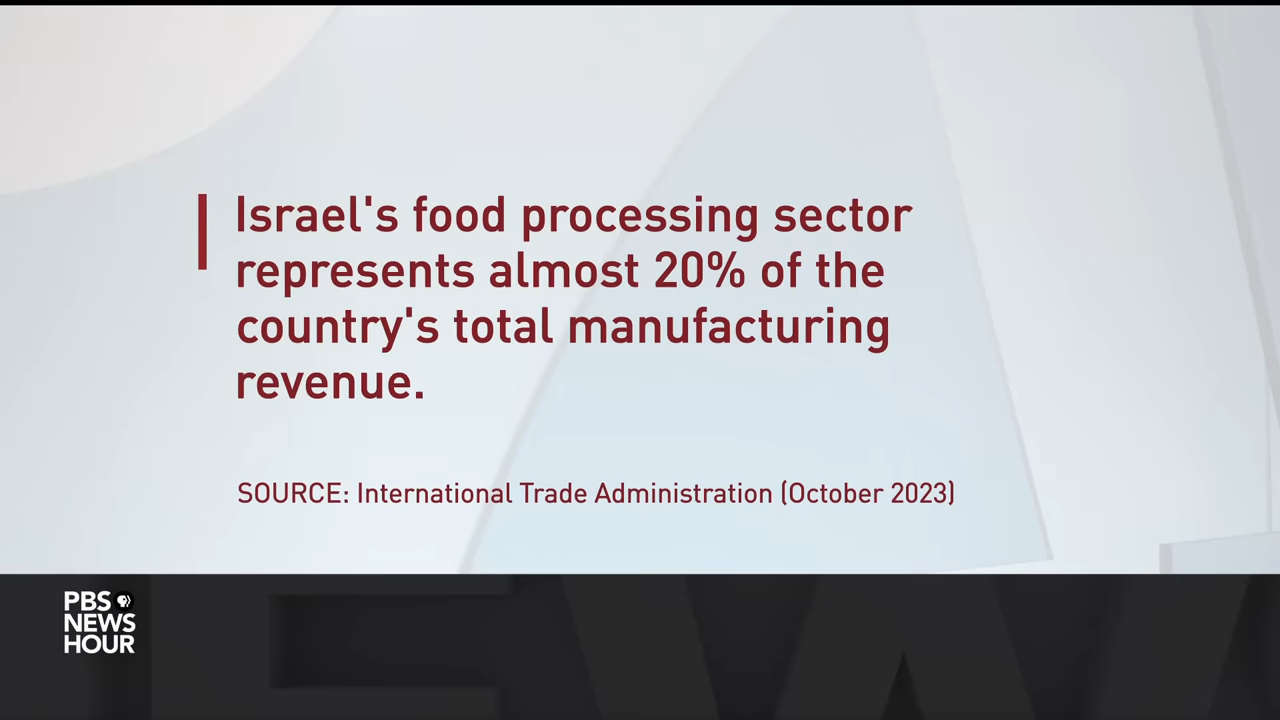 Israel's food processing sector
represents almost 20% of the
country's total manufacturing
revenue.
SOURCE: International Trade Administration (October 2023)
PBS
NEWS
HOUR